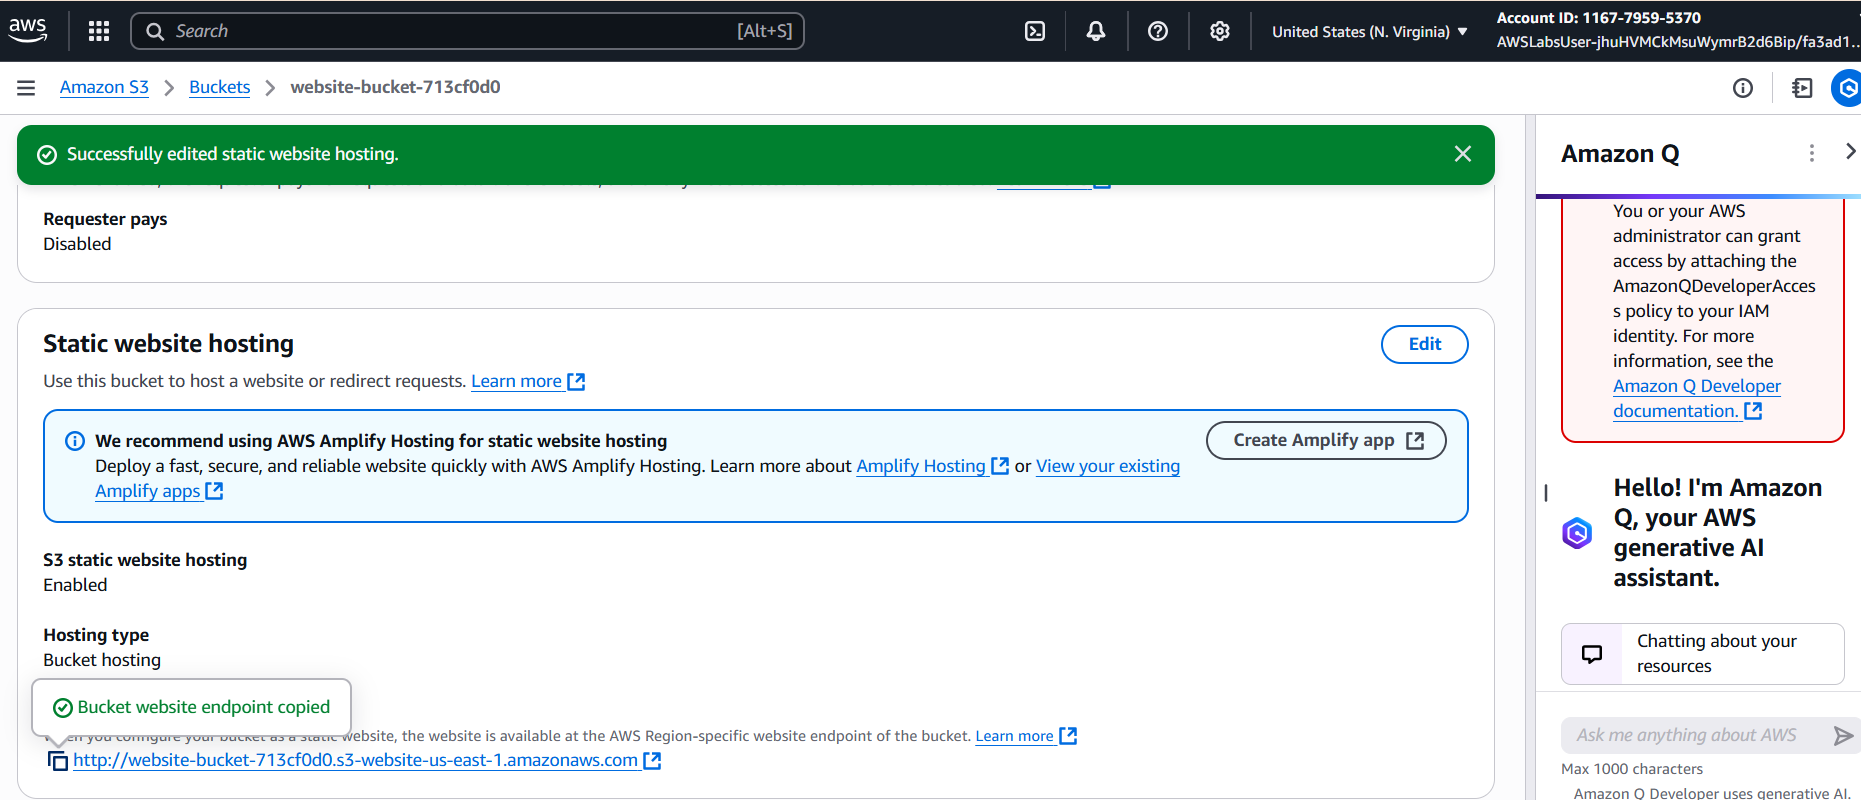 aws
Search [Alt+S]
United States (N. Virginia)
Account ID: 1167-7959-5370
AWSLabsUser-jhuHVMCkMsuWymrB2d6Bip/fa3ad1...
Amazon S3
Buckets
website-bucket-713cf0d0
Successfully edited static website hosting.
Requester pays
Disabled
Static website hosting
Edit
Use this bucket to host a website or redirect requests. Learn more
We recommend using AWS Amplify Hosting for static website hosting
Create Amplify app
Deploy a fast, secure, and reliable website quickly with AWS Amplify Hosting. Learn more about Amplify Hosting or View your existing
Amplify apps
S3 static website hosting
Enabled
Hosting type
Bucket hosting
Bucket website endpoint copied
you configure your bucket as a static website, the website is available at the AWS Region-specific website endpoint of the bucket. Learn more
http://website-bucket-713cf0d0.s3-website-us-east-1.amazonaws.com
Amazon Q
You or your AWS
administrator can grant
access by attaching the
AmazonQDeveloperAcces
s policy to your IAM
identity. For more
information, see the
Amazon Q Developer
documentation.
Hello! I'm Amazon
Q, your AWS
generative AI
assistant.
Chatting about your
resources
Ask me anything about AWS
Max 1000 characters
Amazon Q Developer uses generative AI.